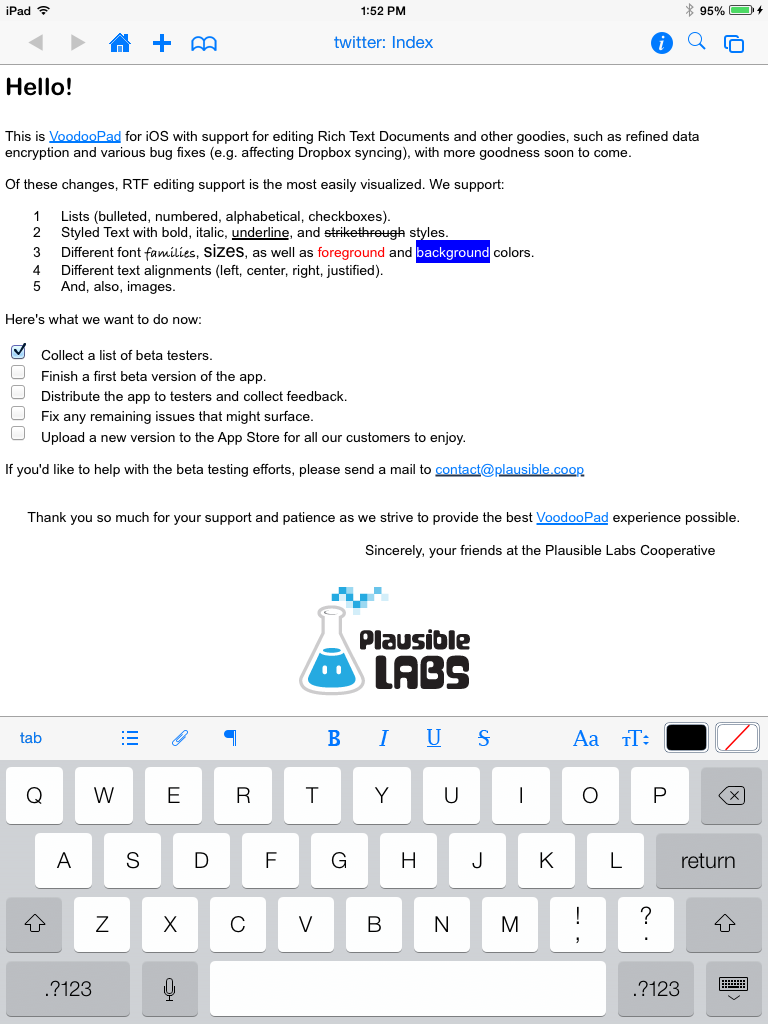 iPad 1:52 PM 95%
twitter: Index
Hello!
This is VoodooPad for iOS with support for editing Rich Text Documents and other goodies, such as refined data
encryption and various bug fixes (e.g. affecting Dropbox syncing), with more goodness soon to come.
Of these changes, RTF editing support is the most easily visualized. We support:
1 Lists (bulleted, numbered, alphabetical, checkboxes).
2 Styled Text with bold, italic, underline, and strikethrough styles.
3 Different font families, sizes, as well as foreground and background colors.
4 Different text alignments (left, center, right, justified).
5 And, also, images.
Here's what we want to do now:
Collect a list of beta testers.
Finish a first beta version of the app.
Distribute the app to testers and collect feedback.
Fix any remaining issues that might surface.
Upload a new version to the App Store for all our customers to enjoy.
If you'd like to help with the beta testing efforts, please send a mail to contact@plausible.coop
Thank you so much for your support and patience as we strive to provide the best VoodooPad experience possible.
Sincerely, your friends at the Plausible Labs Cooperative
Plausible
LABS
tab B I U S Aa TT
Q W E R T Y U I O P
A S D F G H J K L return
Z X C V B N M ! , ? .
.?123 .?123